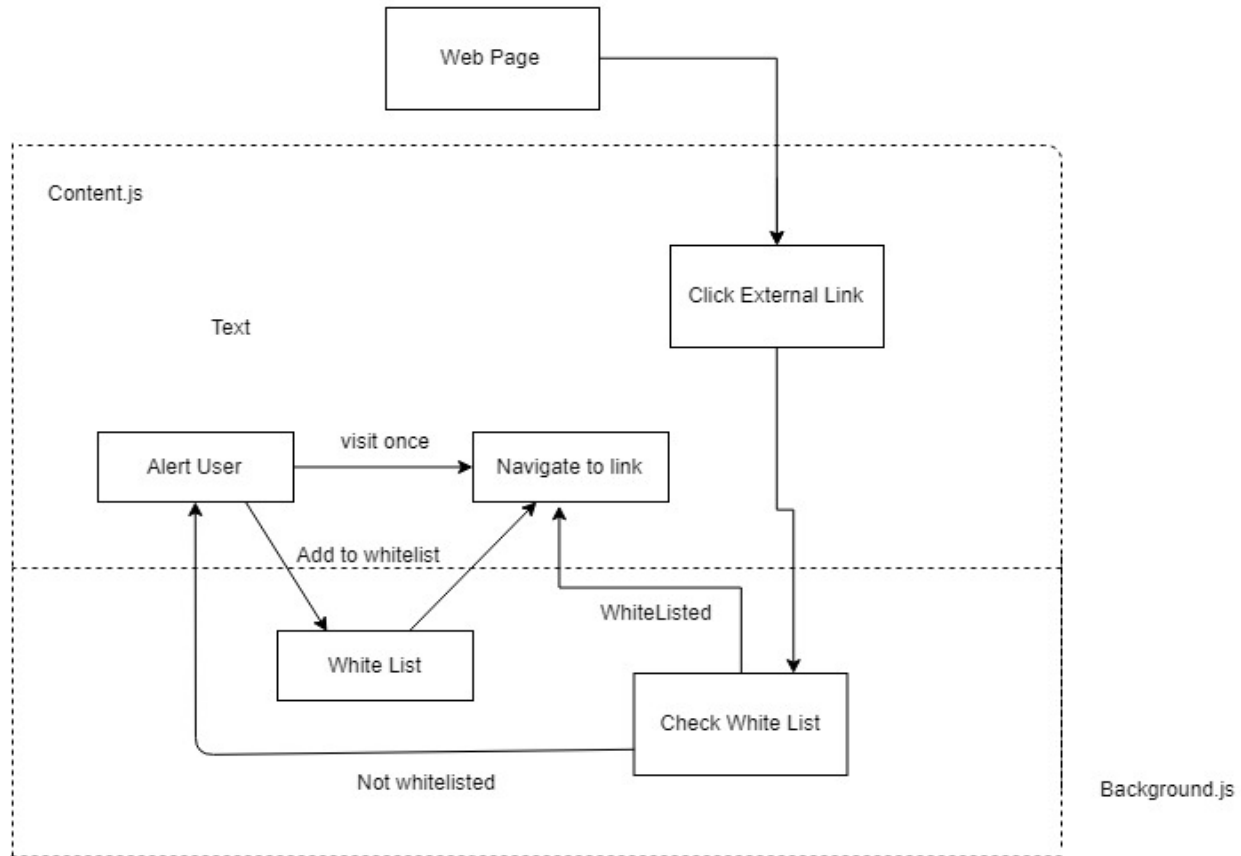 Web Page
Content.js
Click External Link
Text
visit once
Alert User
Navigate to link
Add to whitelist
WhiteListed
White List
Check White List
Not whitelisted
Background.js